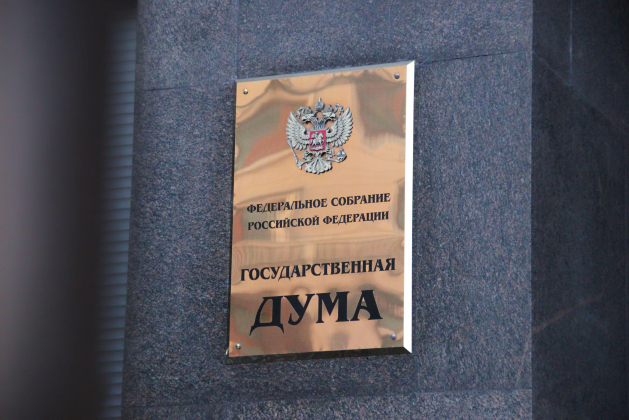 ФЕДЕРАЛЬНОЕ СОБРАНИЕ
РОССИЙСКОЙ ФЕДЕРАЦИИ
ГОСУДАРСТВЕННАЯ
ДУМА